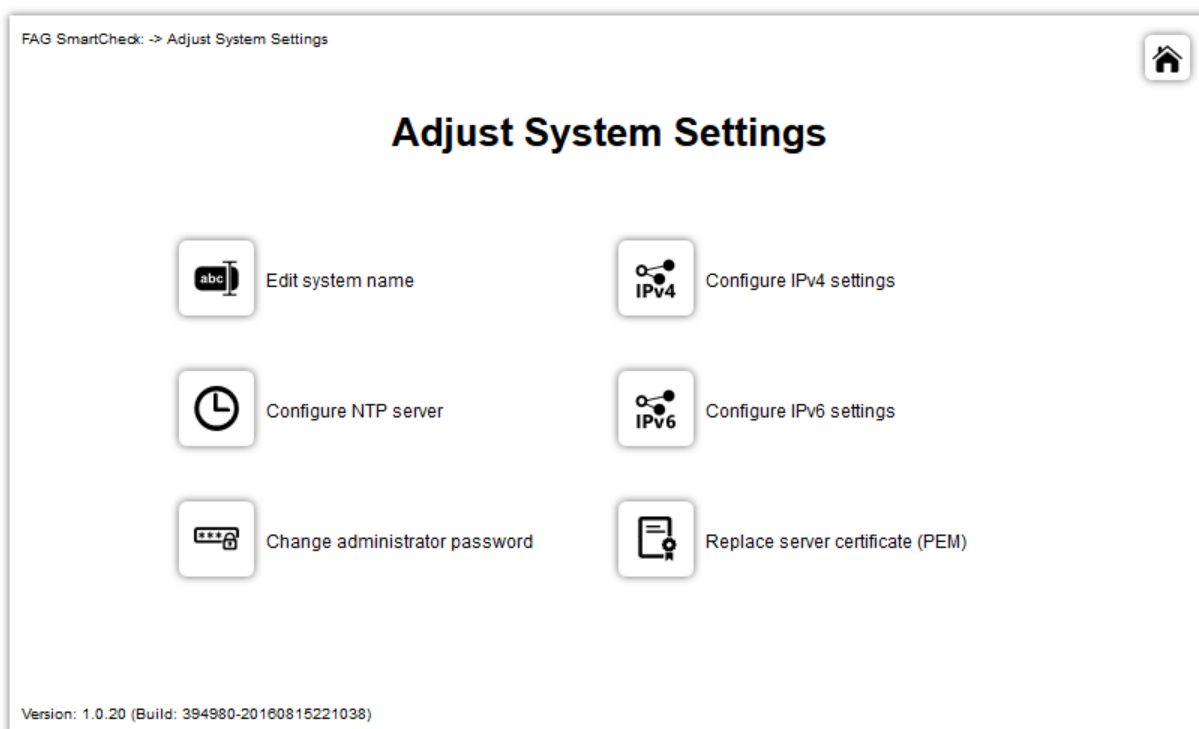 FAG SmartCheck: -> Adjust System Settings
Adjust System Settings
abc
Edit system name
IPv4
Configure IPv4 settings
Configure NTP server
IPv6
Configure IPv6 settings
***
Change administrator password
Replace server certificate (PEM)
Version: 1.0.20 (Build: 394980-20160815221038)